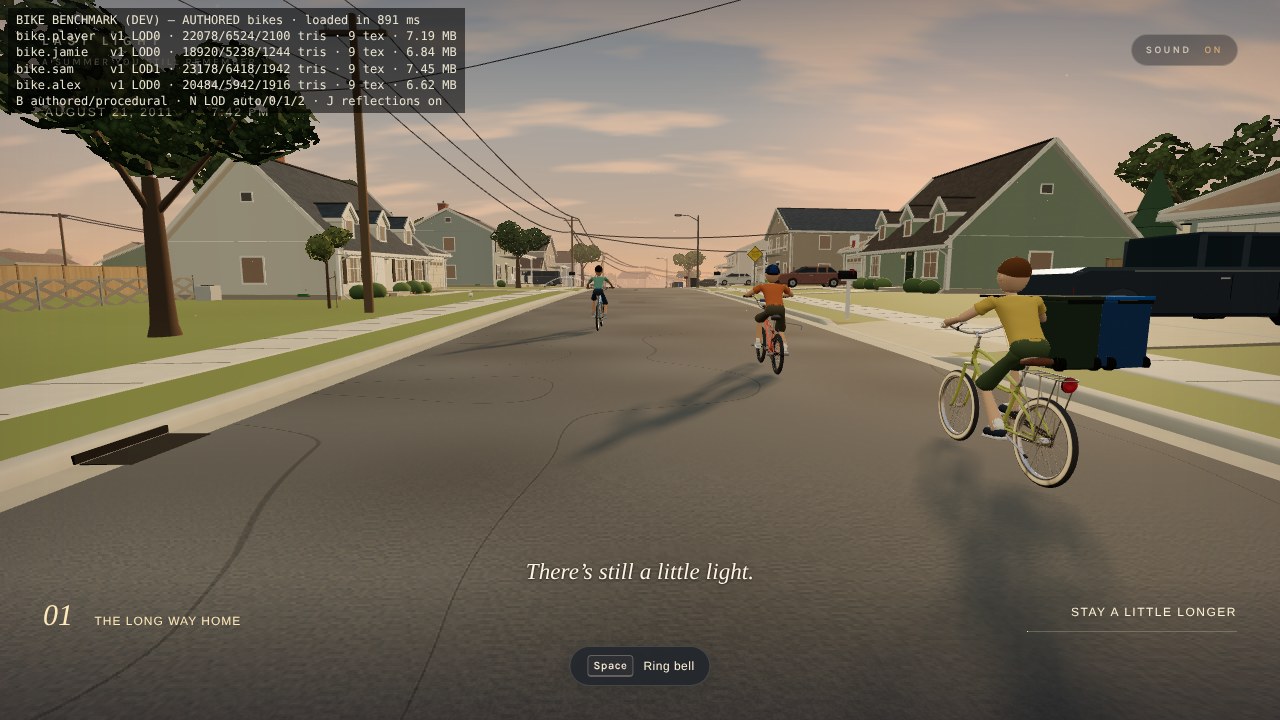 BIKE BENCHMARK (DEV) — AUTHORED bikes · loaded in 891 ms
bike.player v1 LOD0 · 22078/6524/2100 tris · 9 tex · 7.19 MB
bike.jamie v1 LOD0 · 18920/5238/1244 tris · 9 tex · 6.84 MB
bike.sam v1 LOD1 · 23178/6418/1942 tris · 9 tex · 7.45 MB
bike.alex v1 LOD0 · 20484/5942/1916 tris · 9 tex · 6.62 MB
B authored/procedural · N LOD auto/0/1/2 · J reflections on
AUGUST 21, 2011 · 7:42 PM
SOUND ON
There’s still a little light.
01 THE LONG WAY HOME
STAY A LITTLE LONGER
Space Ring bell